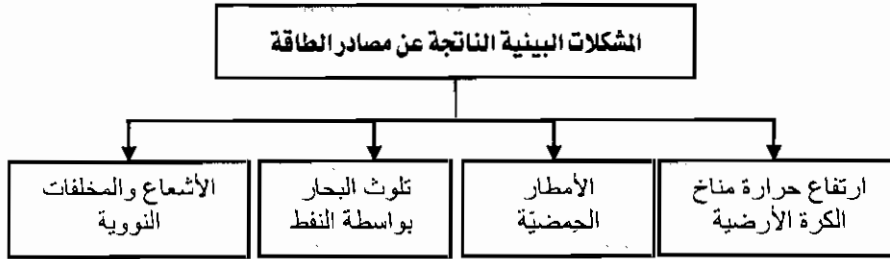 المشكلات البينية الناتجة عن مصادر الطاقة
ارتفاع حرارة مناخ
الكرة الأرضية
الأمطار
الحمضيّة
تلوث البحار
بواسطة النفط
الأشعاع والمخلفات
النووية